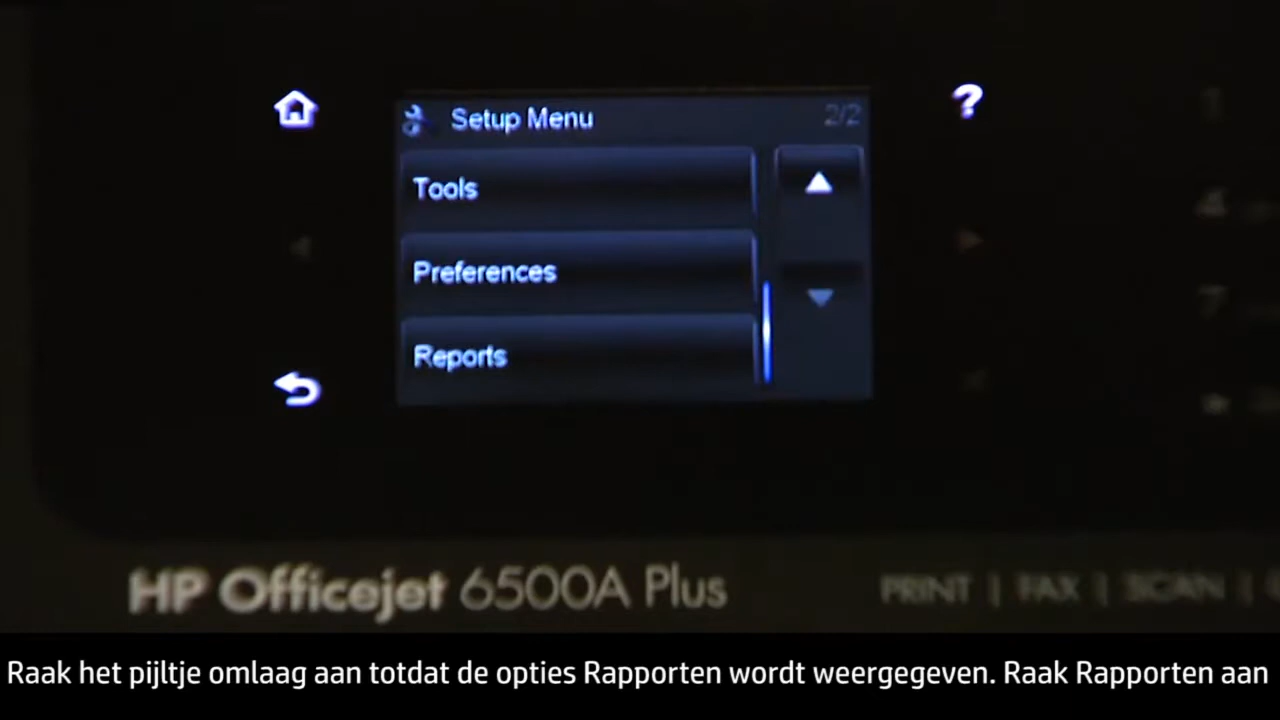 ?
Setup Menu 2/2
Tools
Preferences
Reports
HP Officejet 6500A Plus
PRINT | FAX | SCAN |
Raak het pijltje omlaag aan totdat de opties Rapporten wordt weergegeven. Raak Rapporten aan